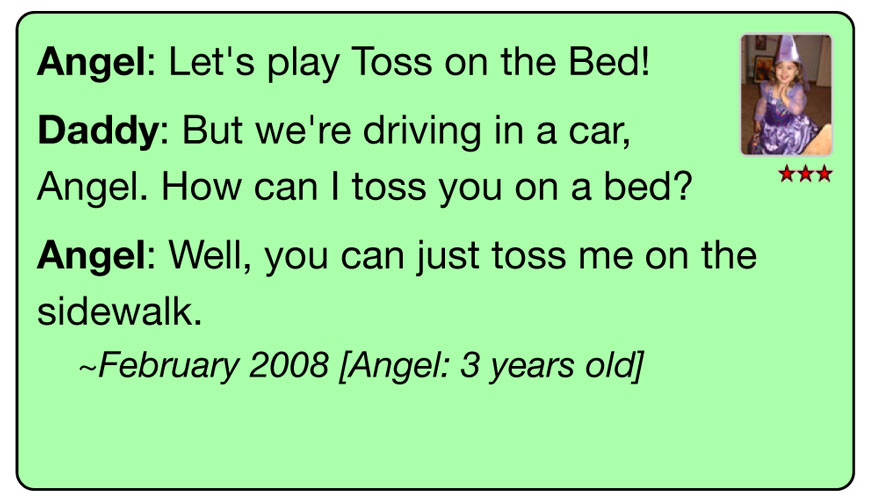 Angel: Let's play Toss on the Bed!
Daddy: But we're driving in a car,
Angel. How can I toss you on a bed?
Angel: Well, you can just toss me on the
sidewalk.
~February 2008 [Angel: 3 years old]